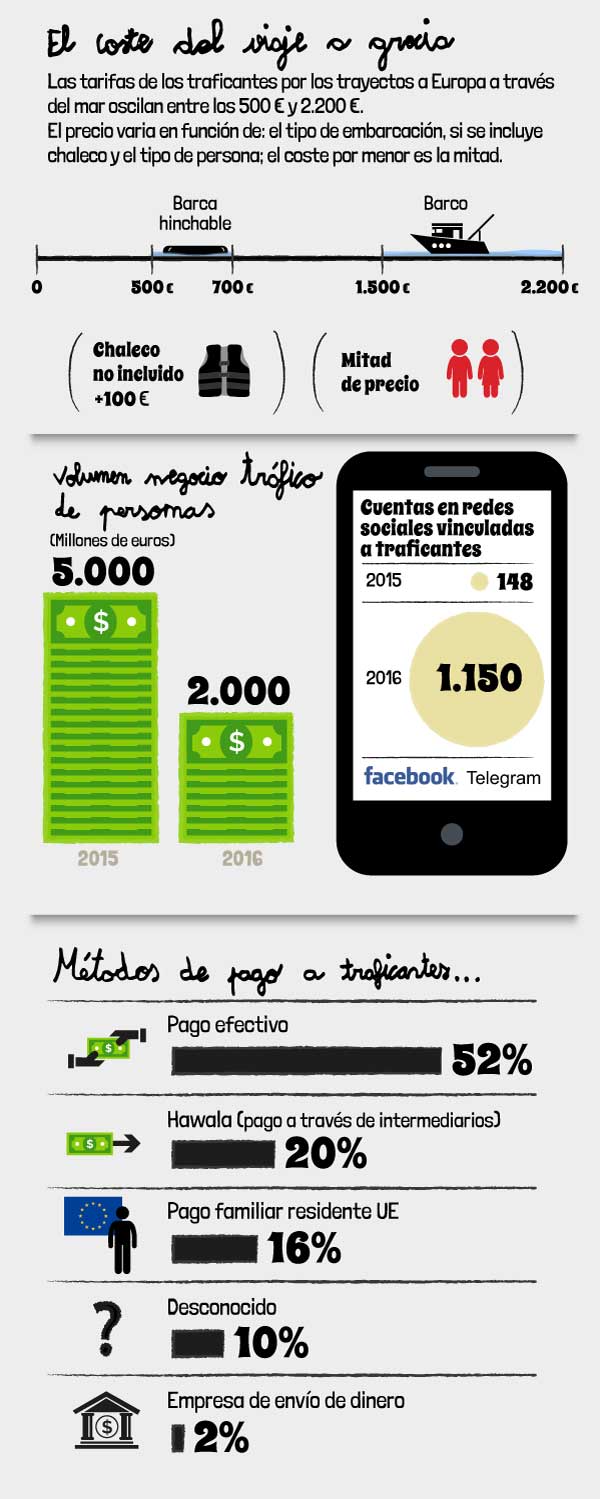 El coste del viaje a grecia
Las tarifas de los traficantes por los trayectos a Europa a través
del mar oscilan entre los 500 € y 2.200 €.
El precio varia en función de: el tipo de embarcación, si se incluye
chaleco y el tipo de persona; el coste por menor es la mitad.
Barca
hinchable
Barco
0
500 €
700 €
1.500 €
2.200 €
Chaleco
no incluido
+100 €
Mitad
de precio
Volumen negocio tráfico
de personas
(Millones de euros)
5.000
$
2.000
$
2015
2016
Cuentas en redes
sociales vinculadas
a traficantes
2015
148
2016
1.150
facebook. Telegram
Métodos de pago a traficantes...
$
Pago efectivo
52%
$
Hawala (pago a través de intermediarios)
20%
Pago familiar residente UE
16%
?
Desconocido
10%
$
Empresa de envío de dinero
2%